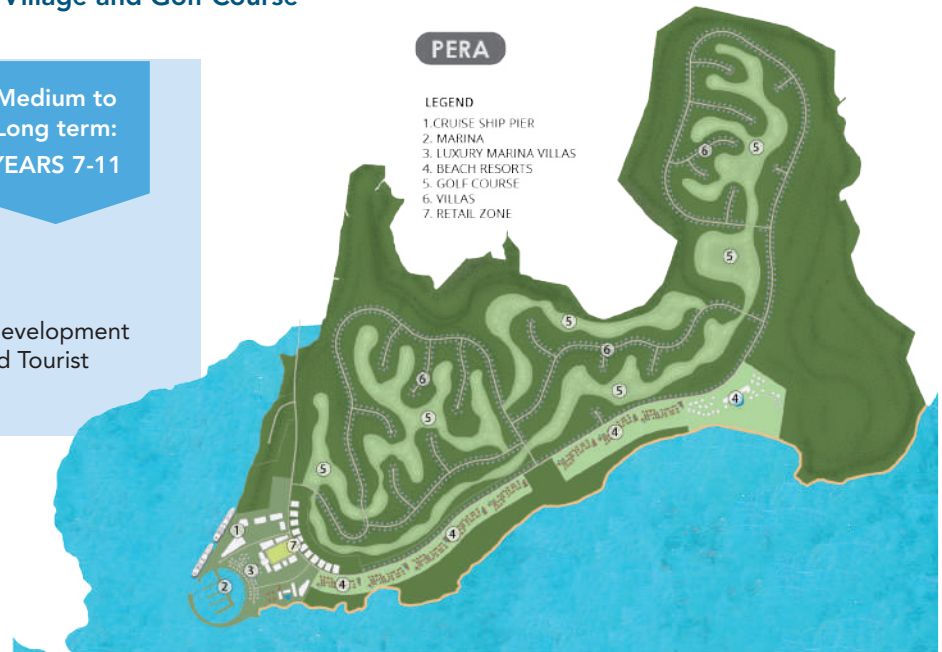 Village and Golf Course
Medium to
Long term:
YEARS 7-11
evelopment
d Tourist
PERA
LEGEND
1.CRUISE SHIP PIER
2. MARINA
3. LUXURY MARINA VILLAS
4. BEACH RESORTS
5. GOLF COURSE
6. VILLAS
7. RETAIL ZONE
5
6
5
5
6
6
5
5
4
4
5
4
1
7
3
2
4